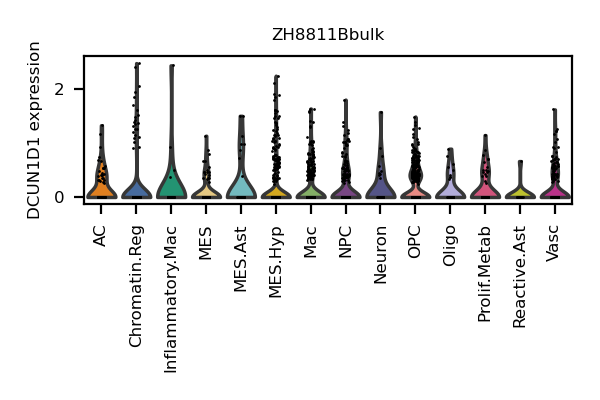 ZH8811Bbulk
DCUN1D1 expression
2
0
AC
Chromatin.Reg
Inflammatory.Mac
MES
MES.Ast
MES.Hyp
Mac
NPC
Neuron
OPC
Oligo
Prolif.Metab
Reactive.Ast
Vasc